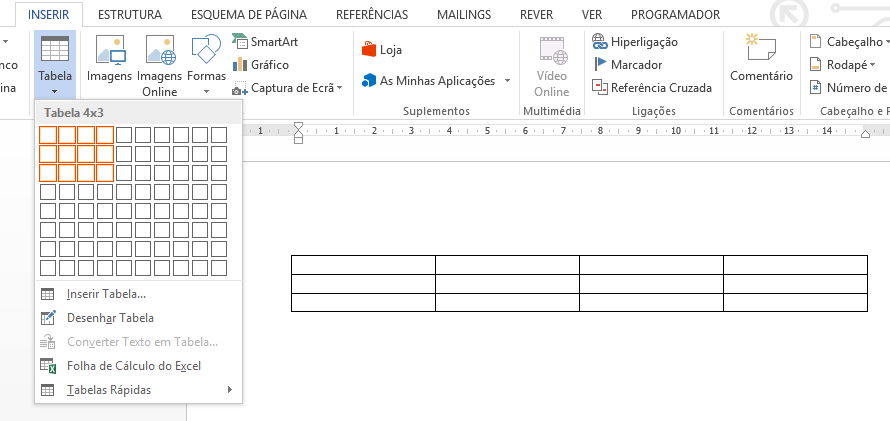 INSERIR ESTRUTURA ESQUEMA DE PÁGINA REFERÊNCIAS MAILINGS REVER VER PROGRAMADOR
Tabela
Imagens
Imagens Online
Formas
SmartArt
Gráfico
Captura de Ecrã
Loja
As Minhas Aplicações
Suplementos
Vídeo Online
Multimédia
Hiperligação
Marcador
Referência Cruzada
Ligações
Comentário
Comentários
Cabeçalho
Rodapé
Número de
Cabeçalho e
Tabela 4x3
1 1 2 3 4 5 6 7 8 9 10 11 12 13 14
Inserir Tabela...
Desenhar Tabela
Converter Texto em Tabela...
Folha de Cálculo do Excel
Tabelas Rápidas